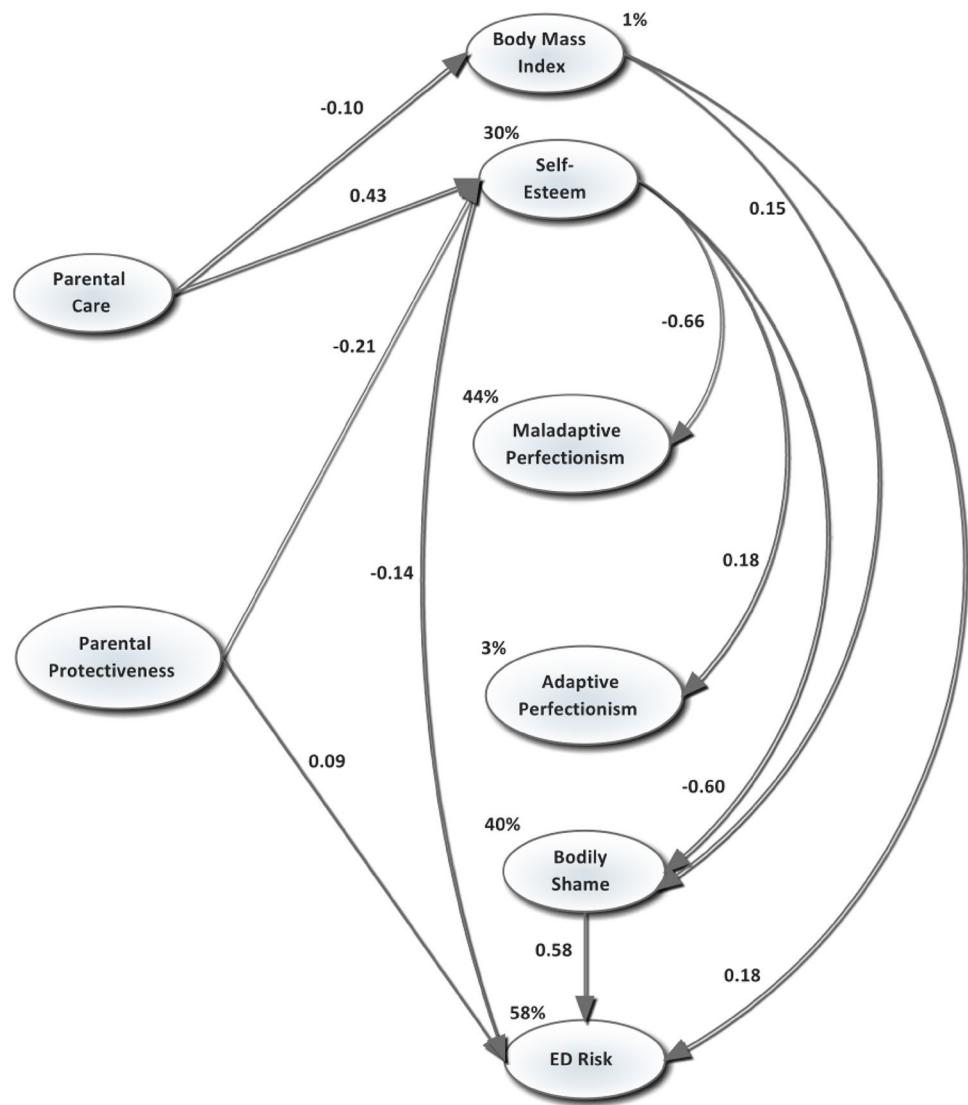 1%
Body Mass
Index
-0.10
30%
Self-
Esteem
0.43
0.15
Parental
Care
-0.21
-0.66
44%
Maladaptive
Perfectionism
-0.14
0.18
Parental
Protectiveness
3%
Adaptive
Perfectionism
0.09
-0.60
40%
Bodily
Shame
0.58
0.18
58%
ED Risk